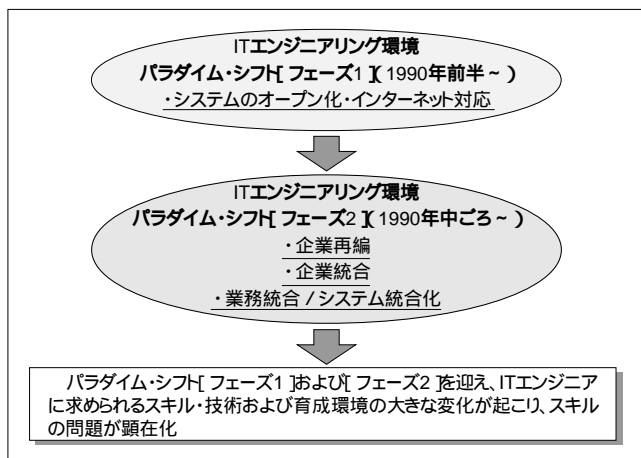 ITエンジニアリング環境
パラダイム・シフト[フェーズ1](1990年前半~)
・システムのオープン化・インターネット対応
ITエンジニアリング環境
パラダイム・シフト[フェーズ2](1990年中ごろ~)
・企業再編
・企業統合
・業務統合/システム統合化
パラダイム・シフト[フェーズ1]および[フェーズ2]を迎え、ITエンジニア
に求められるスキル・技術および育成環境の大きな変化が起こり、スキル
の問題が顕在化